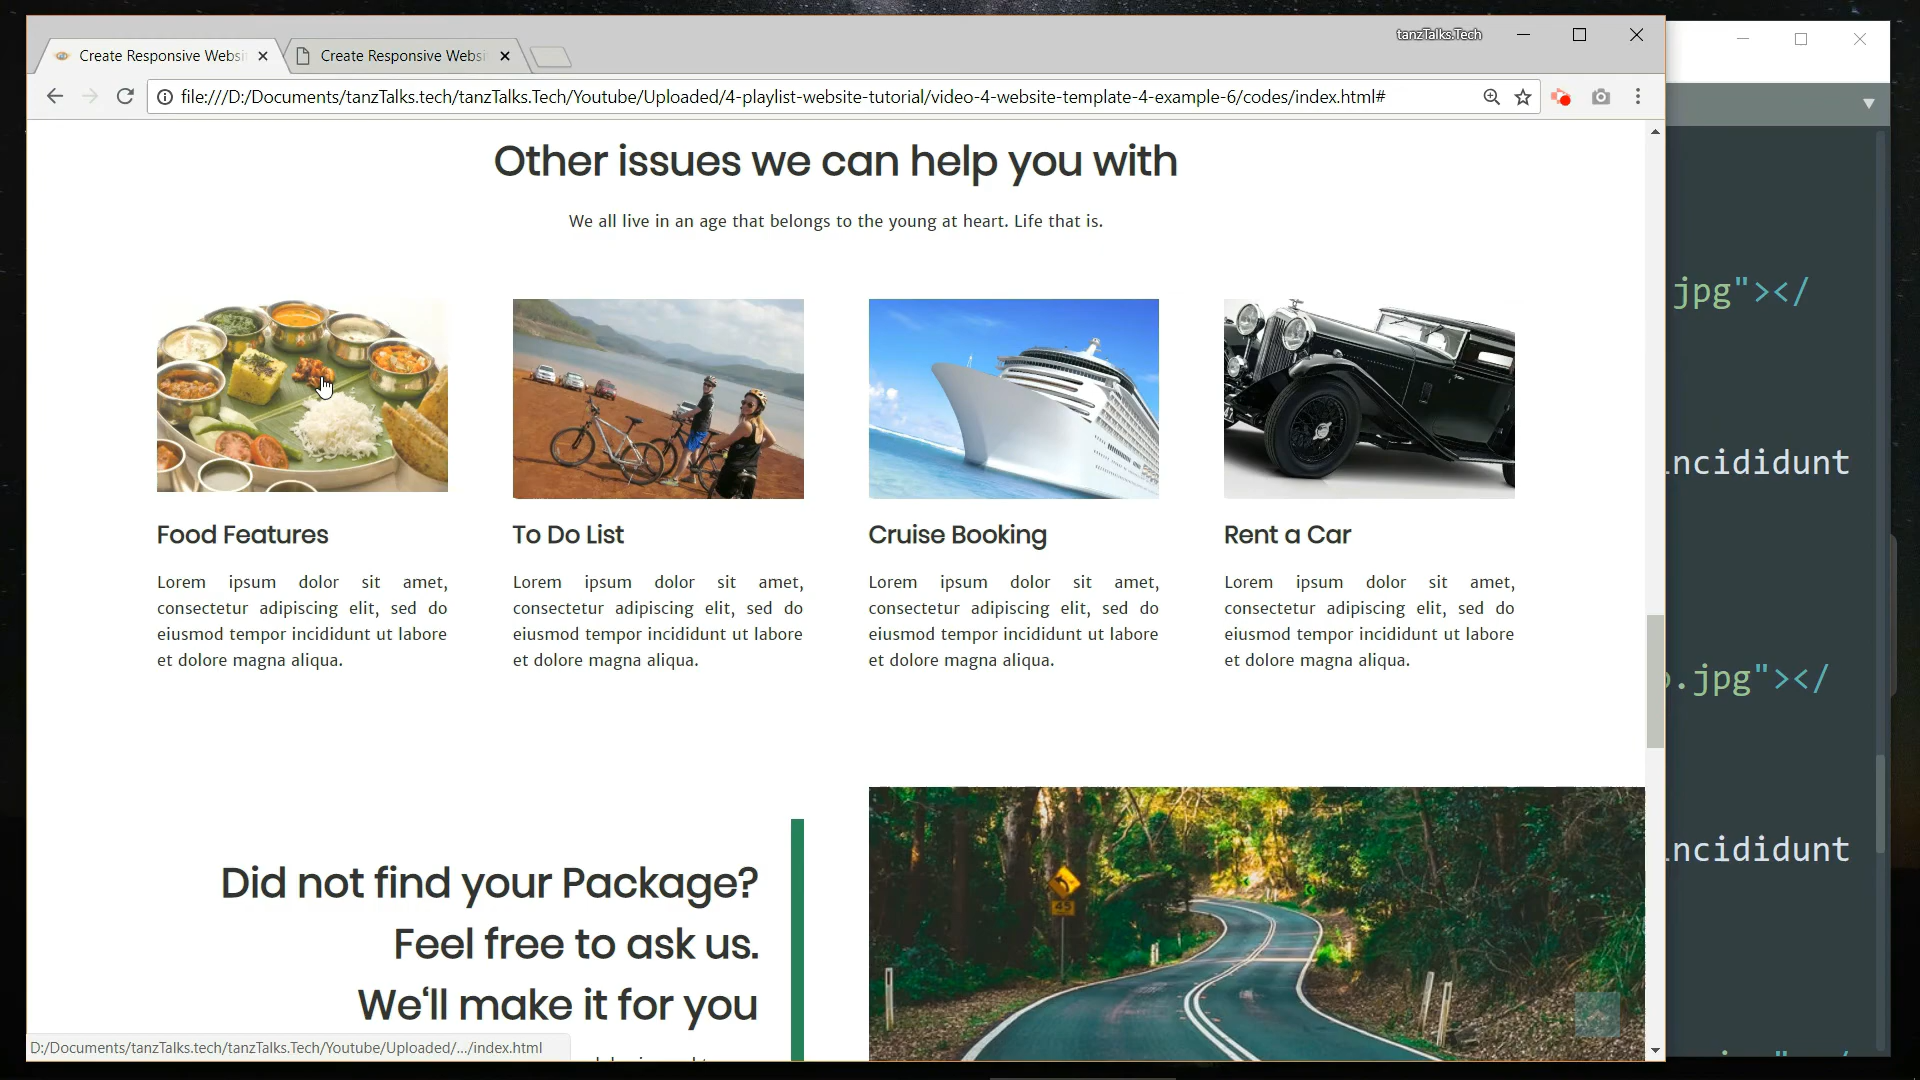 tanzTalks.Tech
Create Responsive Websi
Create Responsive Websi
file:///D:/Documents/tanzTalks.tech/tanzTalks.Tech/Youtube/Uploaded/4-playlist-website-tutorial/video-4-website-template-4-example-6/codes/index.html#
Other issues we can help you with
We all live in an age that belongs to the young at heart. Life that is.
Food Features
Lorem ipsum dolor sit amet,
consectetur adipiscing elit, sed do
eiusmod tempor incididunt ut labore
et dolore magna aliqua.
To Do List
Lorem ipsum dolor sit amet,
consectetur adipiscing elit, sed do
eiusmod tempor incididunt ut labore
et dolore magna aliqua.
Cruise Booking
Lorem ipsum dolor sit amet,
consectetur adipiscing elit, sed do
eiusmod tempor incididunt ut labore
et dolore magna aliqua.
Rent a Car
Lorem ipsum dolor sit amet,
consectetur adipiscing elit, sed do
eiusmod tempor incididunt ut labore
et dolore magna aliqua.
Did not find your Package?
Feel free to ask us.
We‘ll make it for you
45
D:/Documents/tanzTalks.tech/tanzTalks.Tech/Youtube/Uploaded/.../index.html
jpg"></
ncididunt
.jpg"></
ncididunt